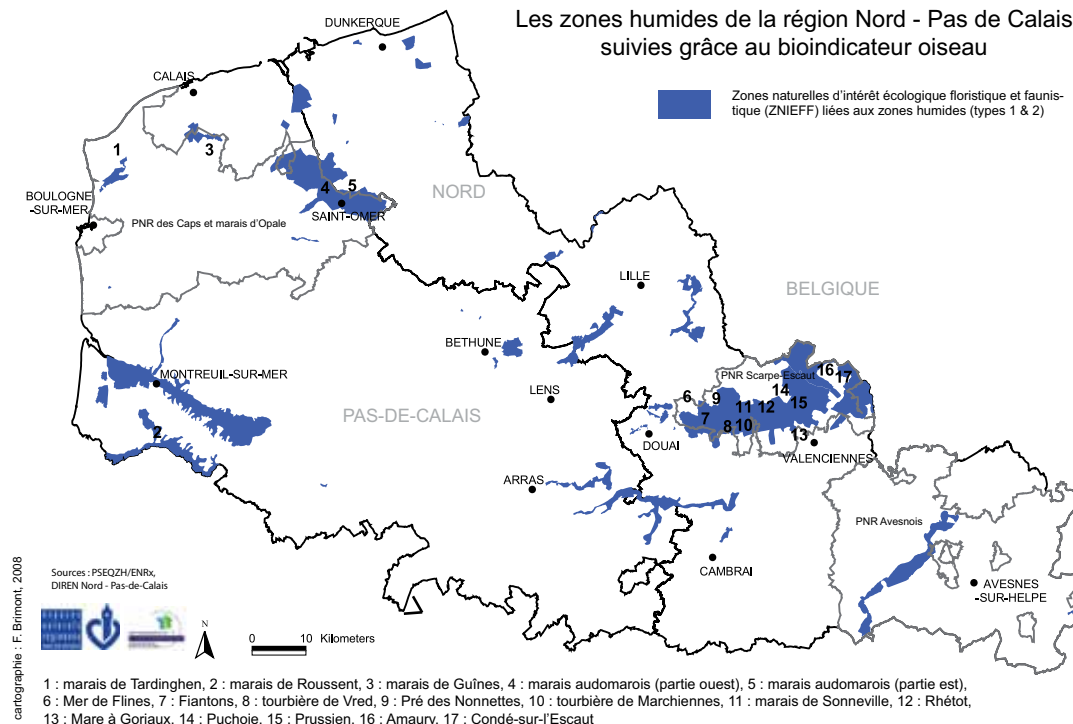 Les zones humides de la région Nord - Pas de Calais
suivies grâce au bioindicateur oiseau
Zones naturelles d'intérêt écologique floristique et faunis-
tique (ZNIEFF) liées aux zones humides (types 1 & 2)
DUNKERQUE
CALAIS
1
3
4
5
NORD
BOULOGNE
-SUR-MER
SAINT-OMER
PNR des Caps et marais d'Opale
LILLE
BELGIQUE
BETHUNE
PNR Scarpe-Escaut
16
17
MONTREUIL-SUR-MER
14
6
9
LENS
11
12
15
PAS-DE-CALAIS
7
8
10
2
13
DOUAI
VALENCIENNES
ARRAS
PNR Avesnois
CAMBRAI
AVESNES
-SUR-HELPE
Sources : PSEQZH/ENRx,
DIREN Nord - Pas-de-Calais
N
0 10 Kilometers
cartographie : F. Brimont, 2008
1 : marais de Tardinghen, 2 : marais de Roussent, 3 : marais de Guînes, 4 : marais audomarois (partie ouest), 5 : marais audomarois (partie est),
6 : Mer de Flines, 7 : Fiantons, 8 : tourbière de Vred, 9 : Pré des Nonnettes, 10 : tourbière de Marchiennes, 11 : marais de Sonneville, 12 : Rhétot,
13 : Mare à Goriaux, 14 : Puchoie, 15 : Prussien, 16 : Amaury, 17 : Condé-sur-l'Escaut